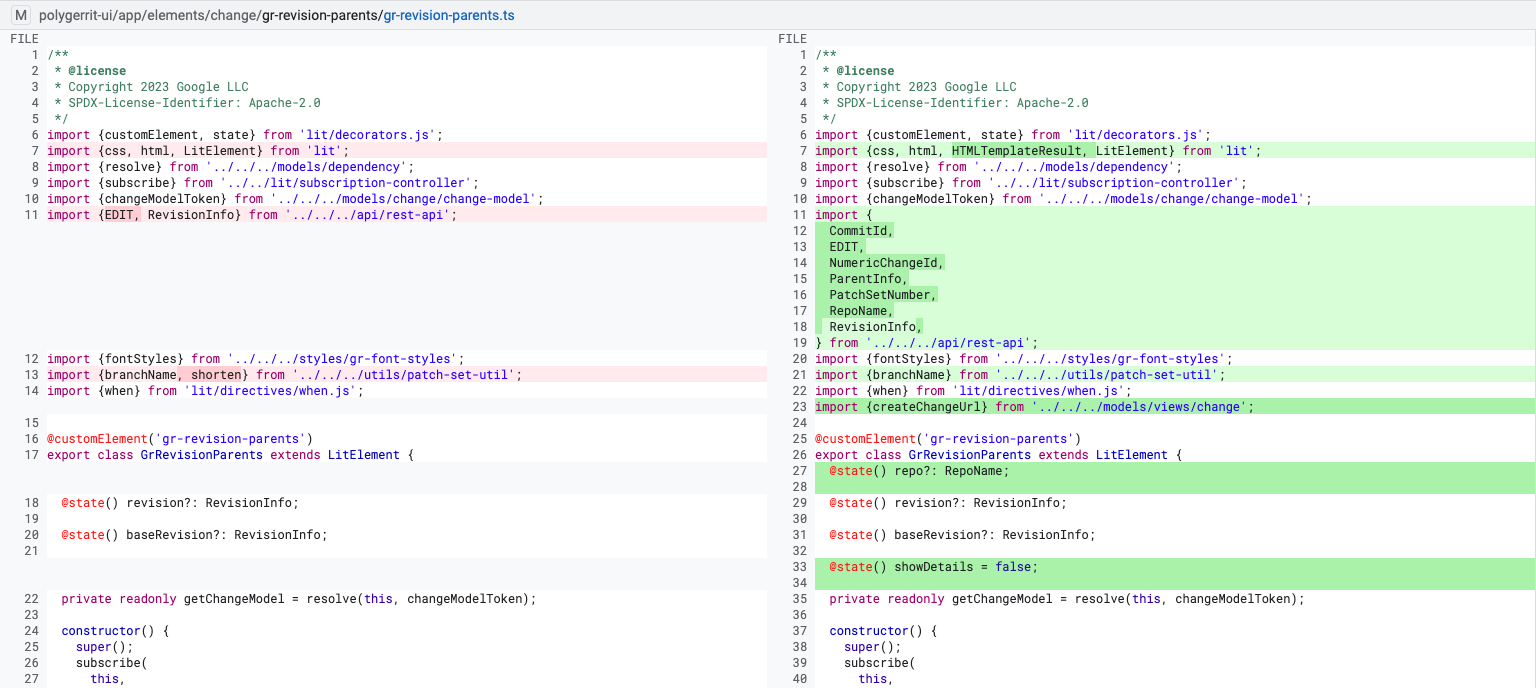 M polygerrit-ui/app/elements/change/gr-revision-parents/gr-revision-parents.ts
FILE
1 /**
2  * @license
3  * Copyright 2023 Google LLC
4  * SPDX-License-Identifier: Apache-2.0
5  */
6 import {customElement, state} from 'lit/decorators.js';
7 import {css, html, LitElement} from 'lit';
8 import {resolve} from '../../../models/dependency';
9 import {subscribe} from '../../lit/subscription-controller';
10 import {changeModelToken} from '../../../models/change/change-model';
11 import {EDIT, RevisionInfo} from '../../../api/rest-api';
12 import {fontStyles} from '../../../styles/gr-font-styles';
13 import {branchName, shorten} from '../../../utils/patch-set-util';
14 import {when} from 'lit/directives/when.js';
15
16 @customElement('gr-revision-parents')
17 export class GrRevisionParents extends LitElement {
18   @state() revision?: RevisionInfo;
19
20   @state() baseRevision?: RevisionInfo;
21
22   private readonly getChangeModel = resolve(this, changeModelToken);
23
24   constructor() {
25     super();
26     subscribe(
27       this,
FILE
1 /**
2  * @license
3  * Copyright 2023 Google LLC
4  * SPDX-License-Identifier: Apache-2.0
5  */
6 import {customElement, state} from 'lit/decorators.js';
7 import {css, html, HTMLTemplateResult, LitElement} from 'lit';
8 import {resolve} from '../../../models/dependency';
9 import {subscribe} from '../../lit/subscription-controller';
10 import {changeModelToken} from '../../../models/change/change-model';
11 import {
12   CommitId,
13   EDIT,
14   NumericChangeId,
15   ParentInfo,
16   PatchSetNumber,
17   RepoName,
18   RevisionInfo,
19 } from '../../../api/rest-api';
20 import {fontStyles} from '../../../styles/gr-font-styles';
21 import {branchName} from '../../../utils/patch-set-util';
22 import {when} from 'lit/directives/when.js';
23 import {createChangeUrl} from '../../../models/views/change';
24
25 @customElement('gr-revision-parents')
26 export class GrRevisionParents extends LitElement {
27   @state() repo?: RepoName;
28
29   @state() revision?: RevisionInfo;
30
31   @state() baseRevision?: RevisionInfo;
32
33   @state() showDetails = false;
34
35   private readonly getChangeModel = resolve(this, changeModelToken);
36
37   constructor() {
38     super();
39     subscribe(
40       this,